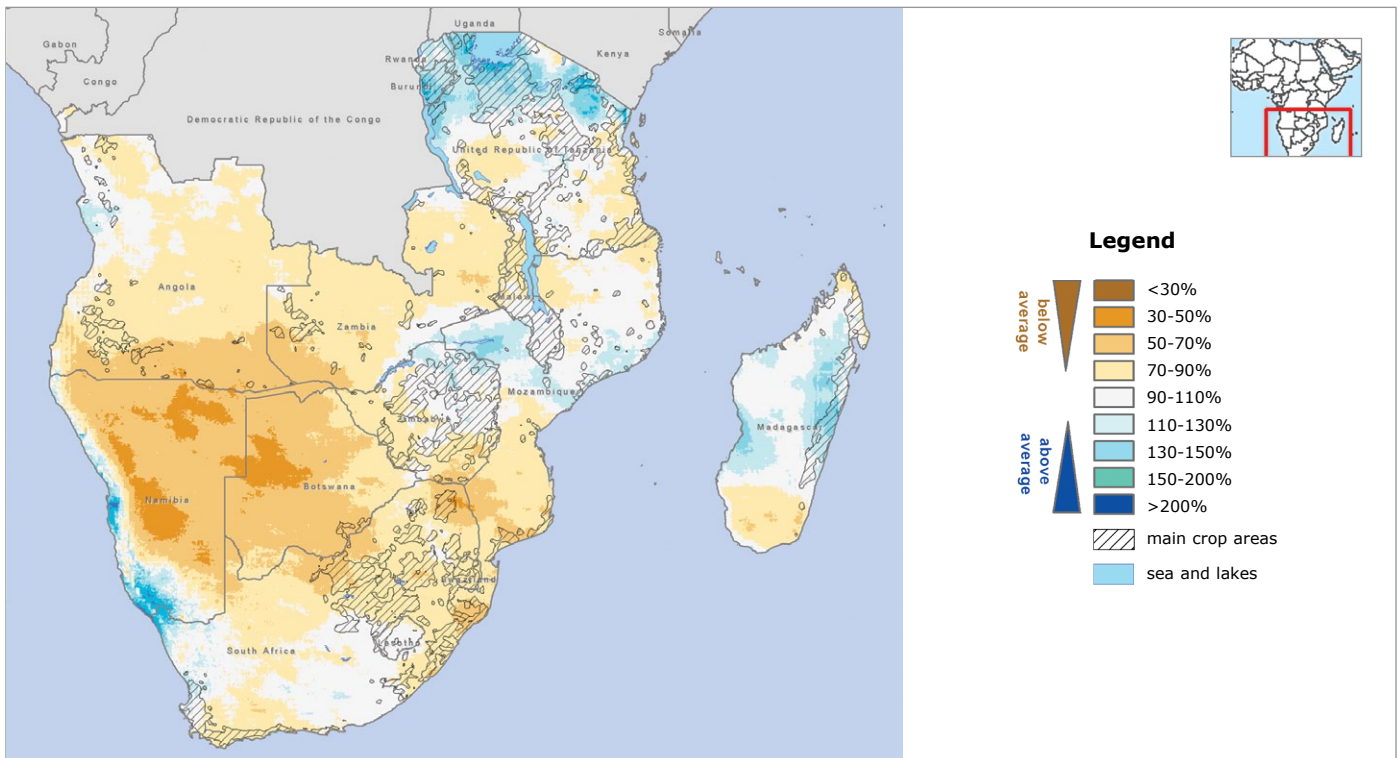 Uganda
Somalia
Gabon
Kenya
Rwanda
Congo
Burundi
Democratic Republic of the Congo
United Republic of Tanzania
Angola
Malawi
Zambia
Mozambique
Zimbabwe
Madagascar
Botswana
Namibia
Swaziland
Lesotho
South Africa
Legend
below
average
<30%
30-50%
50-70%
70-90%
90-110%
110-130%
above
average
130-150%
150-200%
>200%
main crop areas
sea and lakes